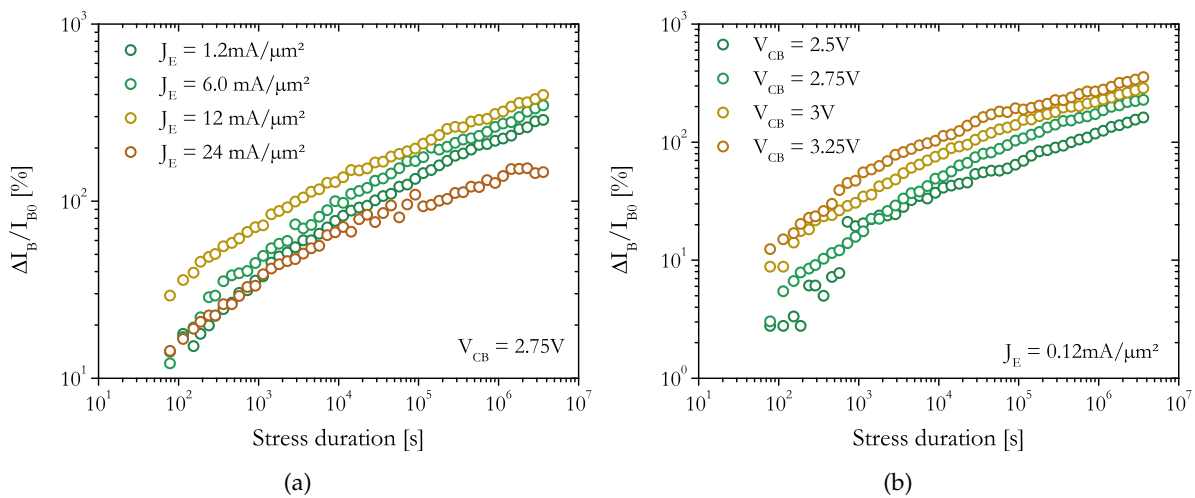 10³
10²
10¹
ΔI_B/I_B0 [%]
J_E = 1.2mA/µm²
J_E = 6.0 mA/µm²
J_E = 12 mA/µm²
J_E = 24 mA/µm²
V_CB = 2.75V
10¹ 10² 10³ 10⁴ 10⁵ 10⁶ 10⁷
Stress duration [s]
(a)
10³
10²
10¹
10⁰
ΔI_B/I_B0 [%]
V_CB = 2.5V
V_CB = 2.75V
V_CB = 3V
V_CB = 3.25V
J_E = 0.12mA/µm²
10¹ 10² 10³ 10⁴ 10⁵ 10⁶ 10⁷
Stress duration [s]
(b)